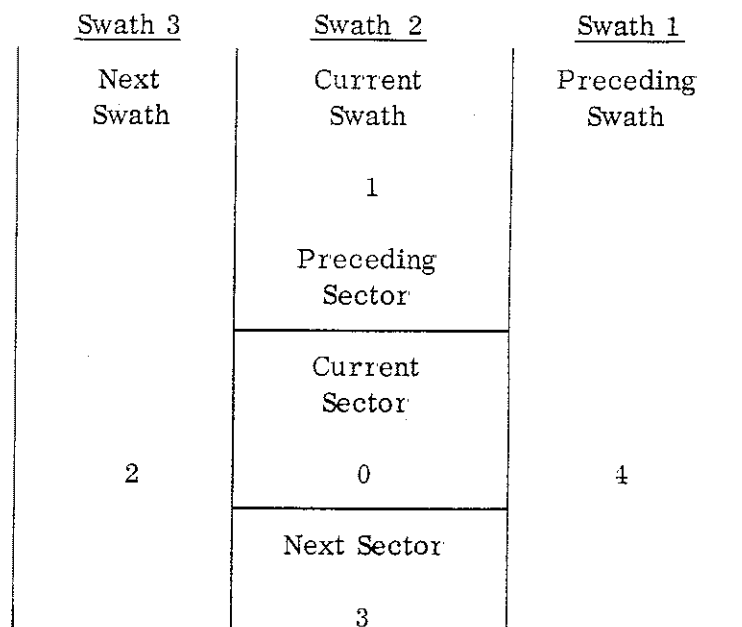 Swath 3 Swath 2 Swath 1
Next Current Preceding
Swath Swath Swath
1
Preceding
Sector
Current
Sector
2 0 4
Next Sector
3